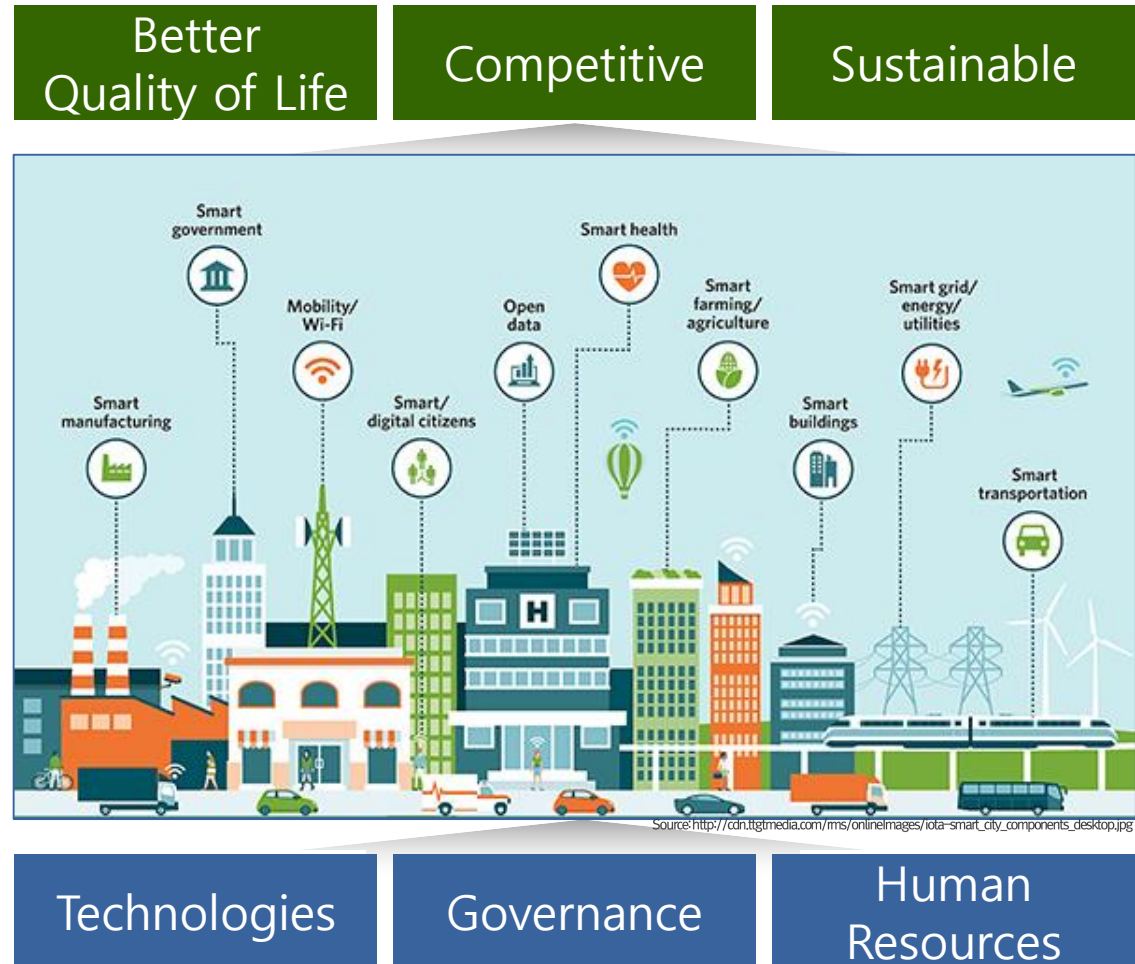 Better
Quality of Life
Competitive
Sustainable
Smart
government
Smart health
Mobility/
Wi-Fi
Open
data
Smart
farming/
agriculture
Smart grid/
energy/
utilities
Smart
manufacturing
Smart/
digital citizens
Smart
buildings
Smart
transportation
H
Source: http://cdn.ttgtmedia.com/rms/onlineImages/iota-smart_city_components_desktop.jpg
Technologies
Governance
Human
Resources